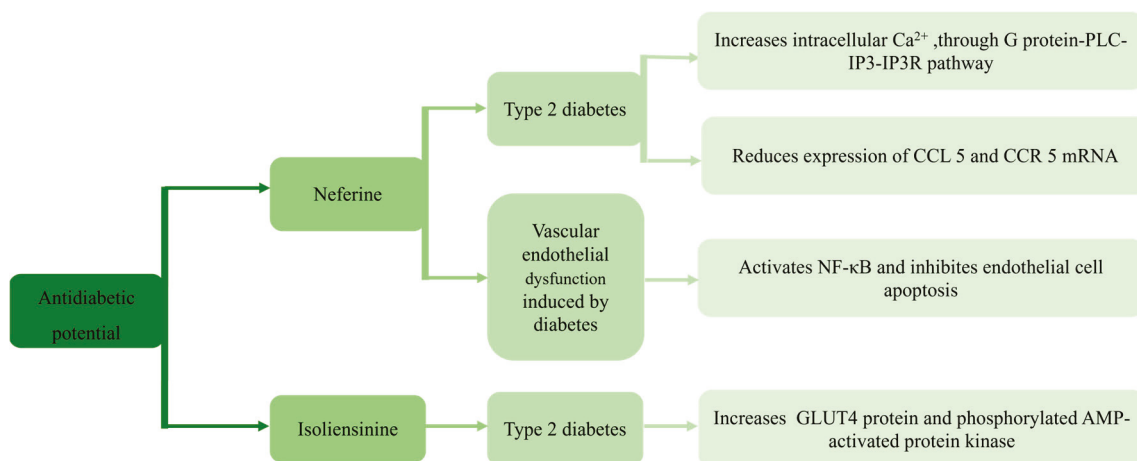 Antidiabetic
potential
Neferine
Type 2 diabetes
Increases intracellular Ca²⁺ ,through G protein-PLC-
IP3-IP3R pathway
Reduces expression of CCL 5 and CCR 5 mRNA
Vascular
endothelial
dysfunction
induced by
diabetes
Activates NF-κB and inhibites endothelial cell
apoptosis
Isoliensinine
Type 2 diabetes
Increases  GLUT4 protein and phosphorylated AMP-
activated protein kinase